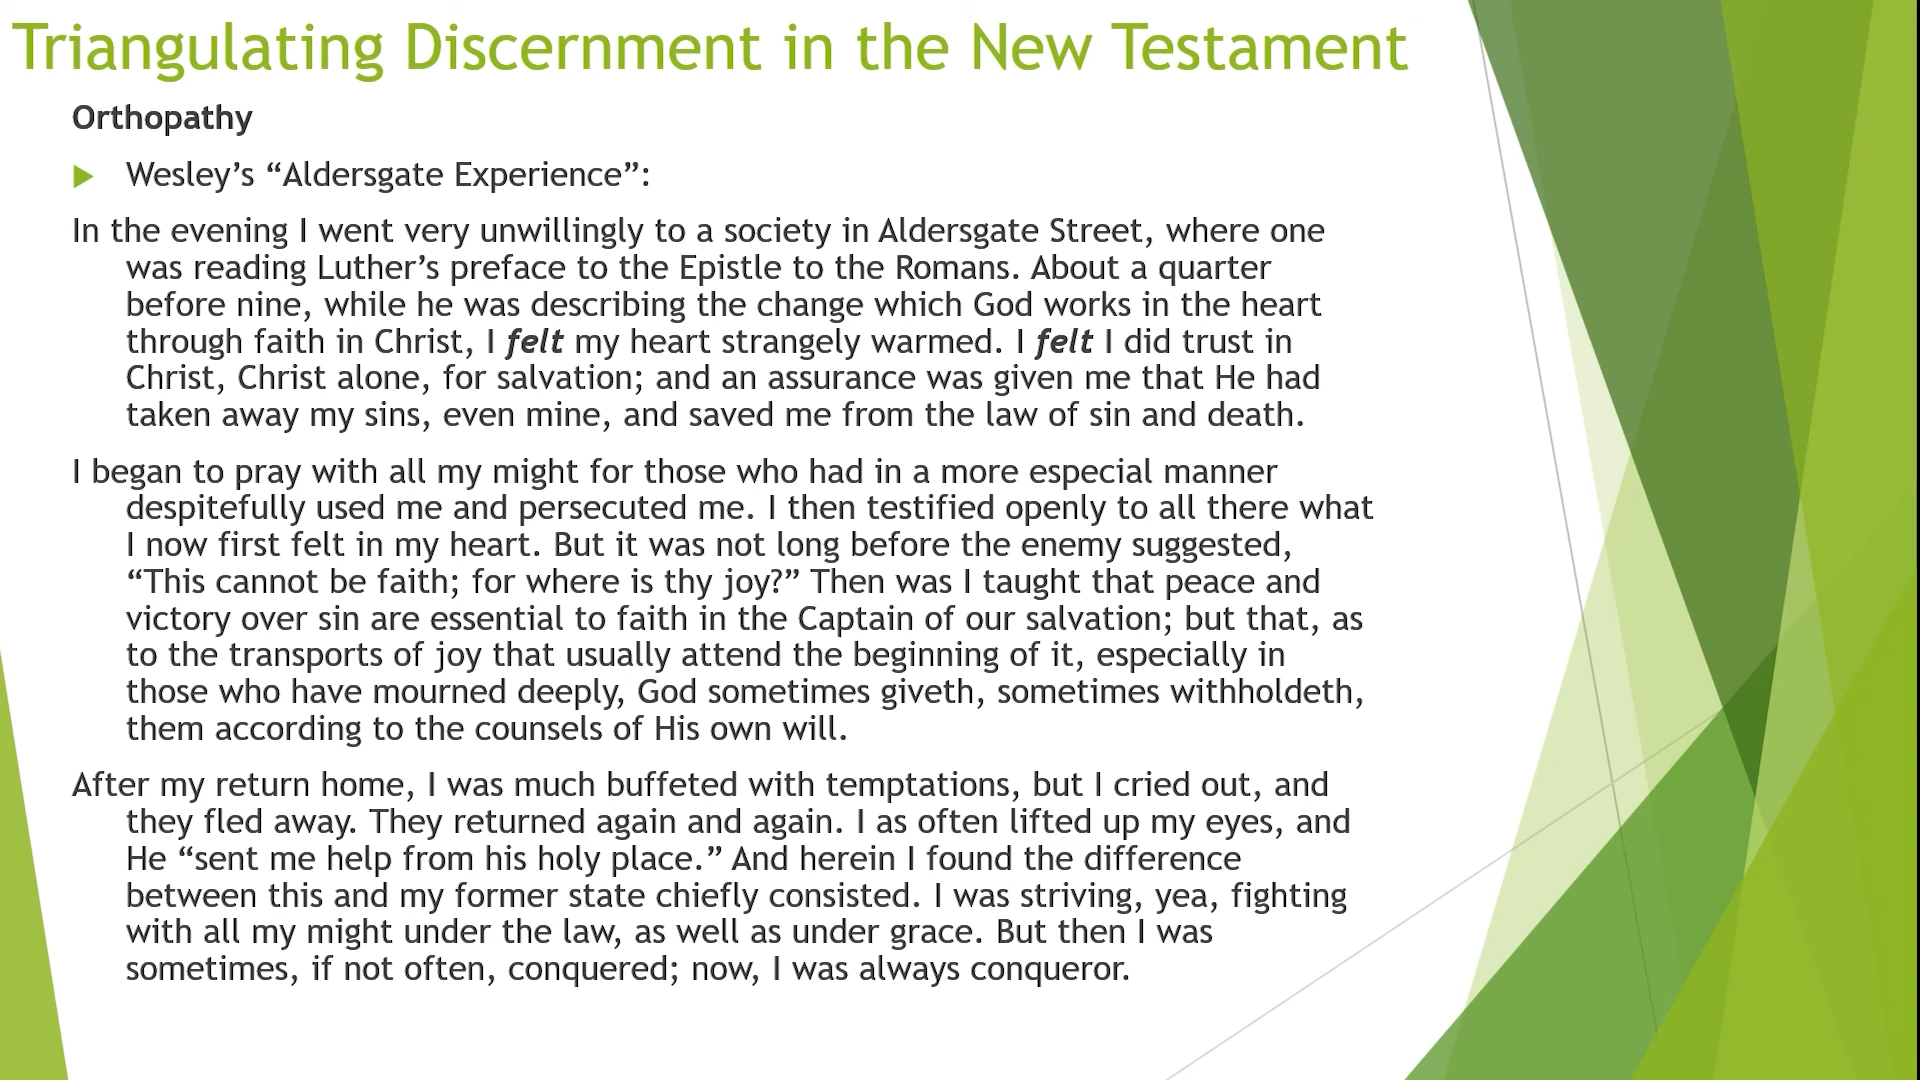 Triangulating Discernment in the New Testament
Orthopathy
Wesley’s “Aldersgate Experience”:
In the evening I went very unwillingly to a society in Aldersgate Street, where one
was reading Luther’s preface to the Epistle to the Romans. About a quarter
before nine, while he was describing the change which God works in the heart
through faith in Christ, I felt my heart strangely warmed. I felt I did trust in
Christ, Christ alone, for salvation; and an assurance was given me that He had
taken away my sins, even mine, and saved me from the law of sin and death.
I began to pray with all my might for those who had in a more especial manner
despitefully used me and persecuted me. I then testified openly to all there what
I now first felt in my heart. But it was not long before the enemy suggested,
“This cannot be faith; for where is thy joy?” Then was I taught that peace and
victory over sin are essential to faith in the Captain of our salvation; but that, as
to the transports of joy that usually attend the beginning of it, especially in
those who have mourned deeply, God sometimes giveth, sometimes withholdeth,
them according to the counsels of His own will.
After my return home, I was much buffeted with temptations, but I cried out, and
they fled away. They returned again and again. I as often lifted up my eyes, and
He “sent me help from his holy place.” And herein I found the difference
between this and my former state chiefly consisted. I was striving, yea, fighting
with all my might under the law, as well as under grace. But then I was
sometimes, if not often, conquered; now, I was always conqueror.